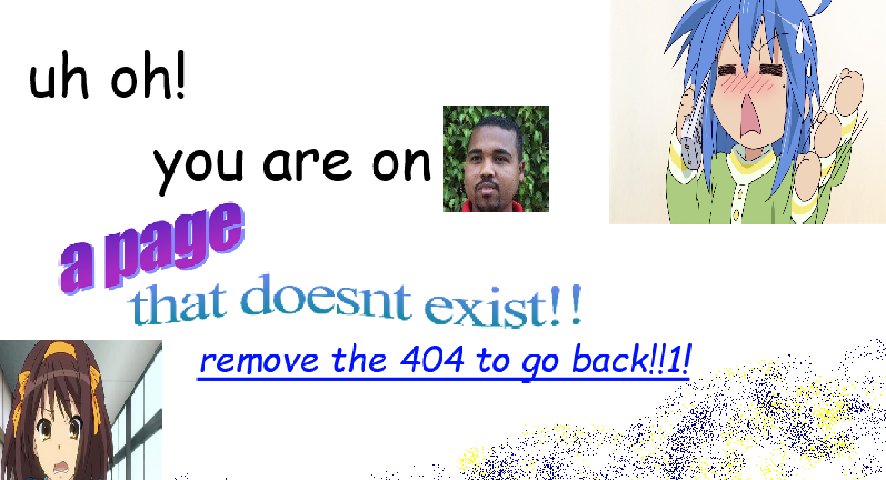 uh oh!
you are on
a page
that doesnt exist!!
remove the 404 to go back!!1!